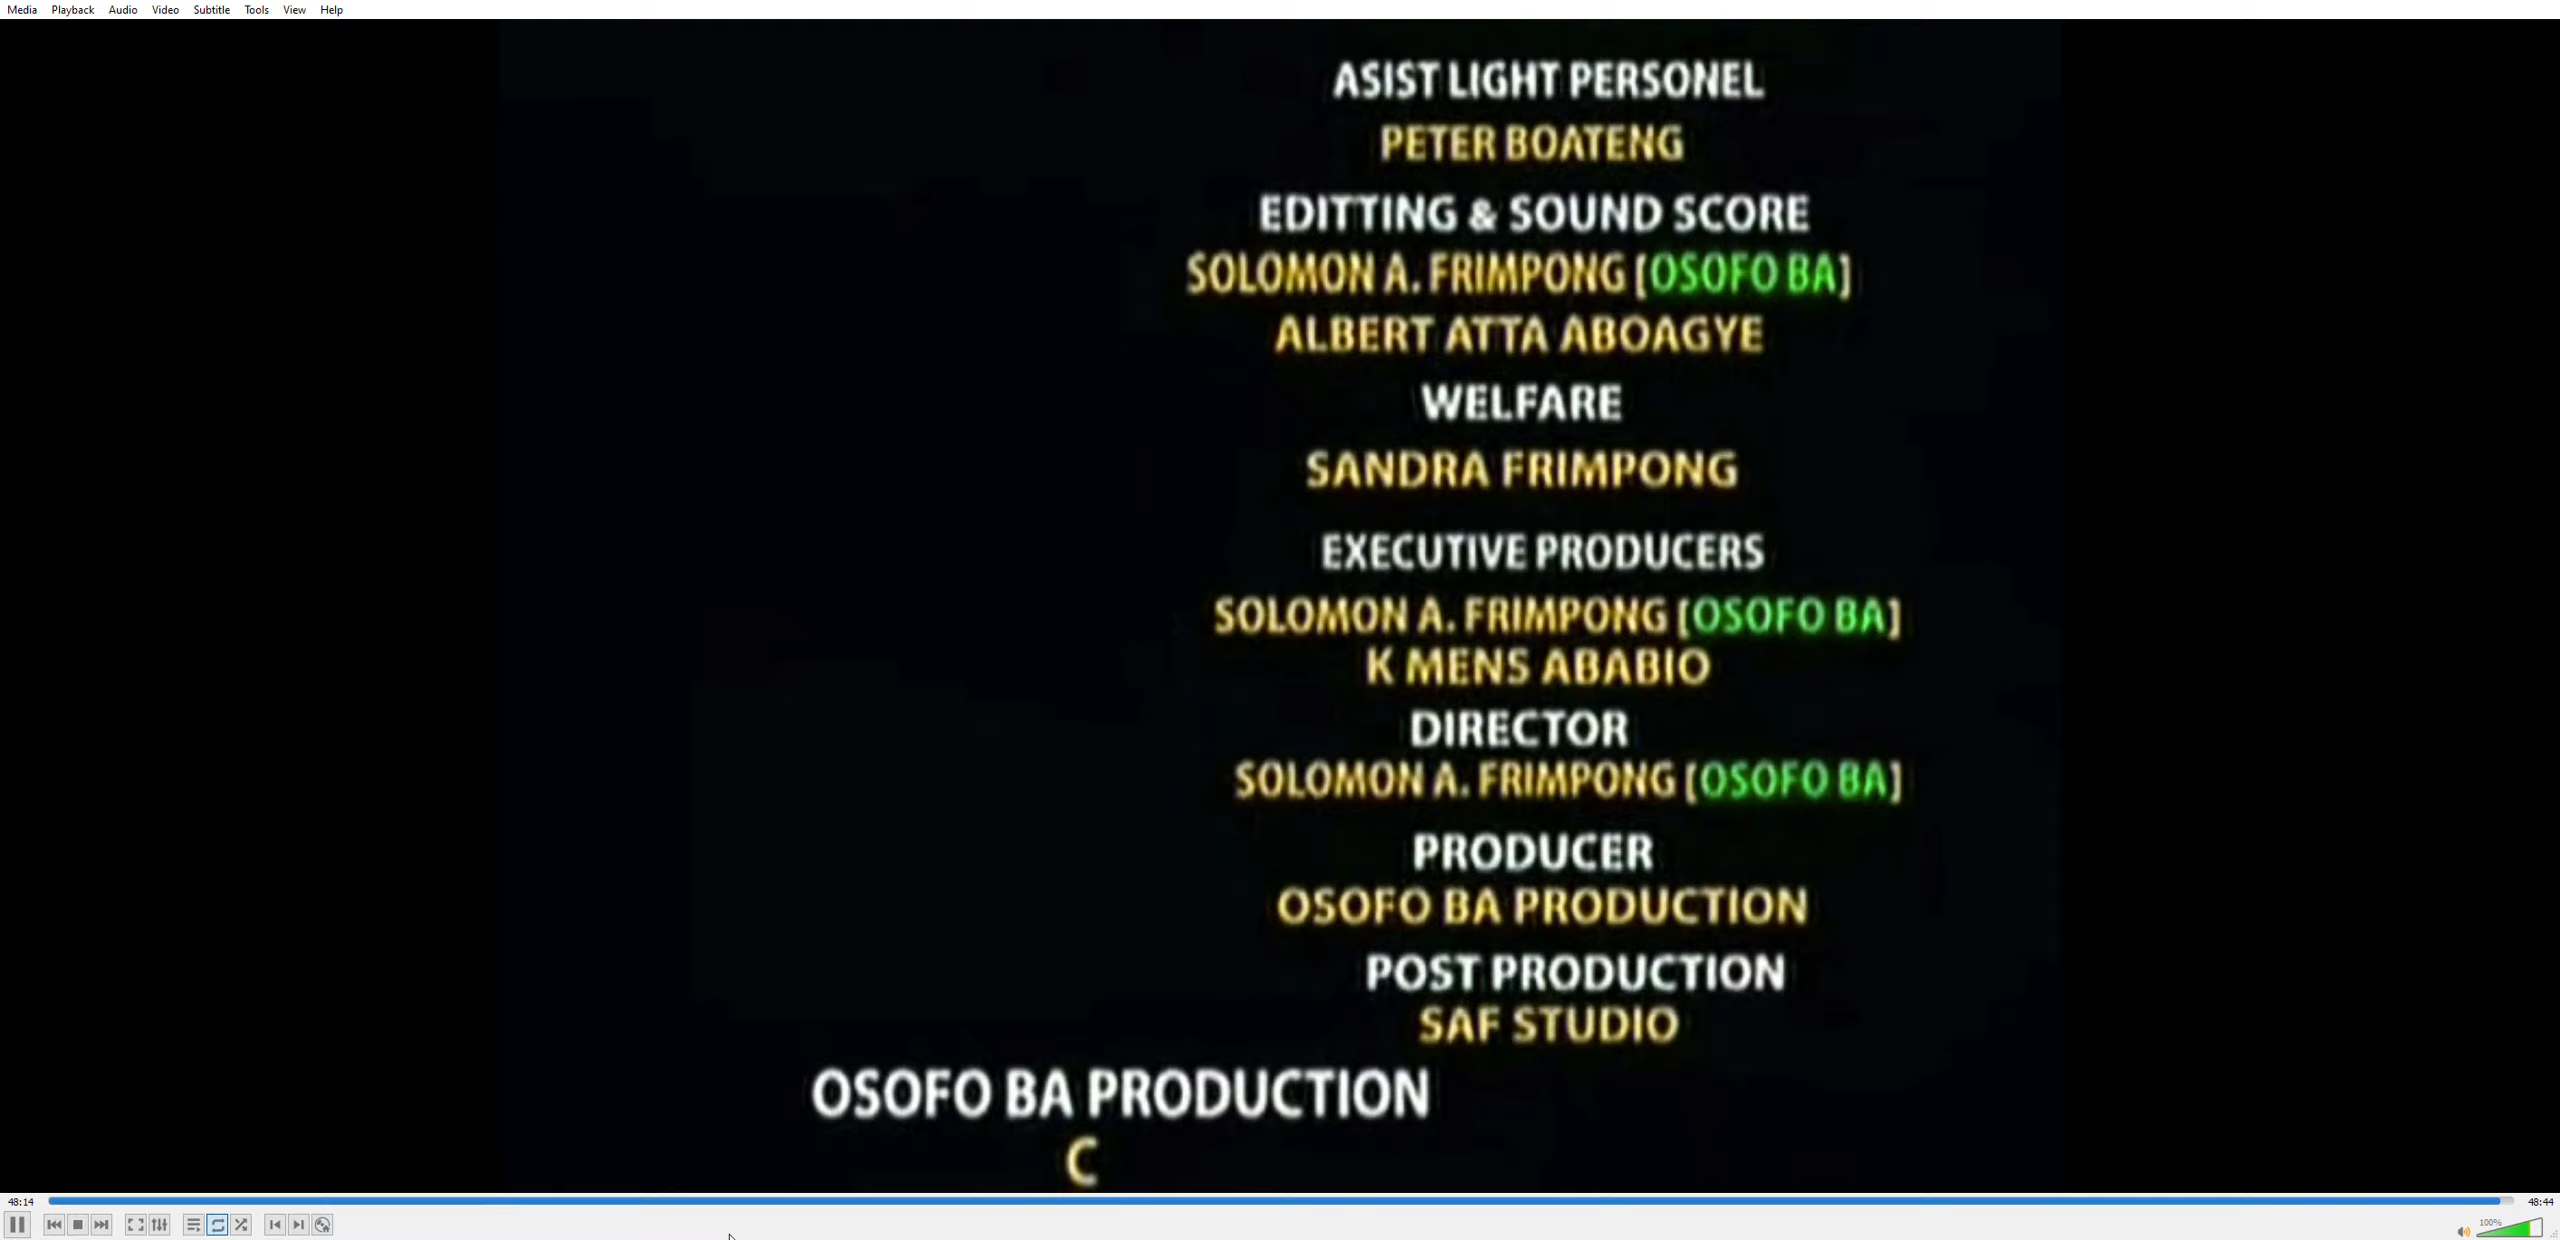 Media Playback Audio Video Subtitle Tools View Help
ASIST LIGHT PERSONEL
PETER BOATENG
EDITTING & SOUND SCORE
SOLOMON A. FRIMPONG [OSOFO BA]
ALBERT ATTA ABOAGYE
WELFARE
SANDRA FRIMPONG
EXECUTIVE PRODUCERS
SOLOMON A. FRIMPONG [OSOFO BA]
K MENS ABABIO
DIRECTOR
SOLOMON A. FRIMPONG [OSOFO BA]
PRODUCER
OSOFO BA PRODUCTION
POST PRODUCTION
SAF STUDIO
OSOFO BA PRODUCTION
C
48:14 48:44
100%